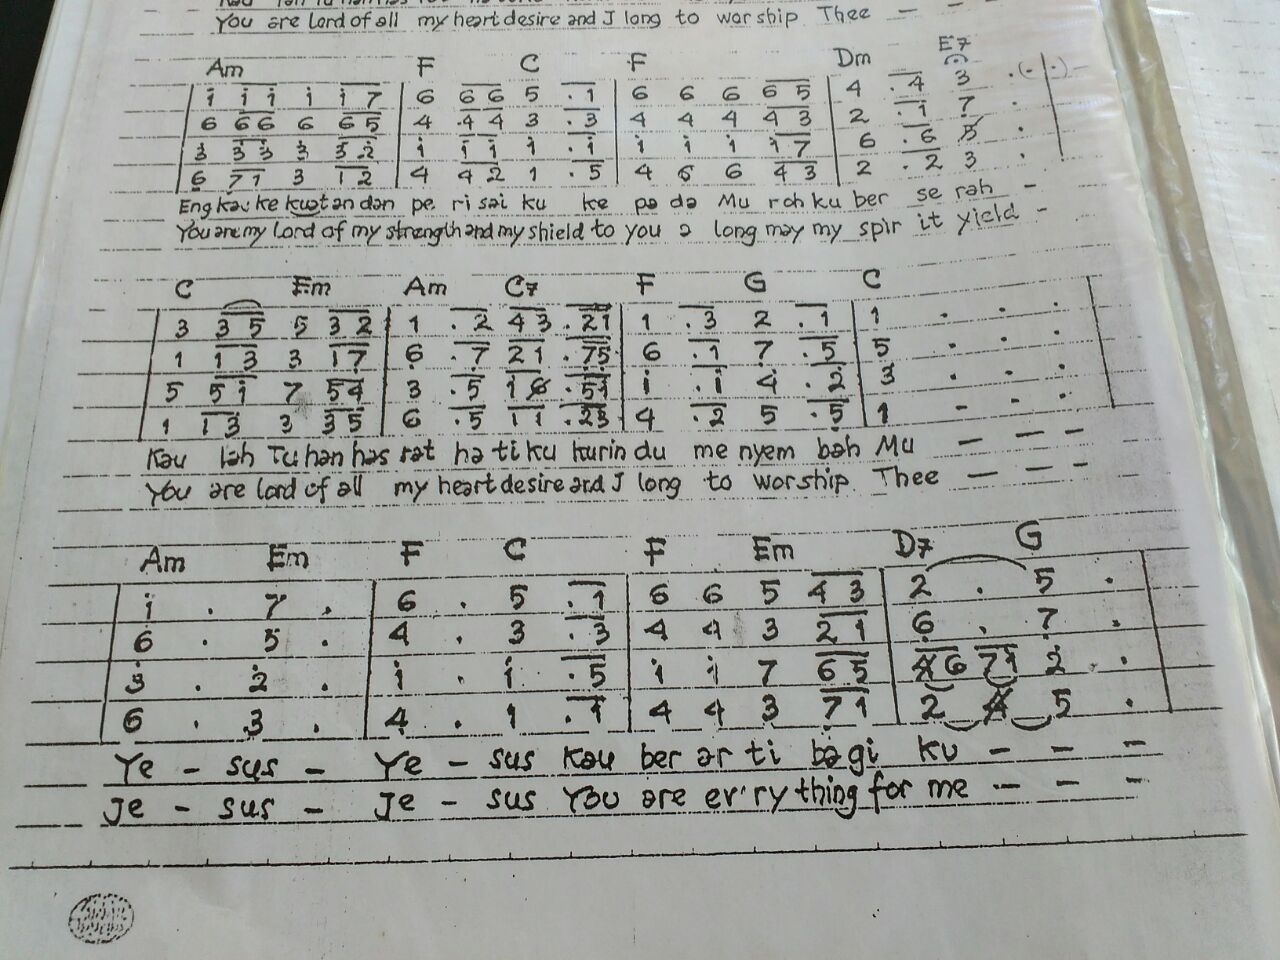 You are Lord of all my heart desire and I long to worship Thee — — —
Am F C F Dm E7
| i i i i i 7 | 6 6 6 5 . 1 | 6 6 6 6 5 | 4 . 4 3 . (. | .)
6 6 6 6 6 5 | 4 . 4 4 3 . 3 | 4 4 4 4 3 | 2 . 1 7 .
3 3 3 3 3 2 | i i i i . i | i i i i 7 | 6 . 6 5 .
6 7 1 3 1 2 | 4 4 2 1 . 5 | 4 6 6 4 3 | 2 . 2 3 .
Engkau ke kuatan dan pe ri sai ku ke pa da Mu roh ku ber se rah —
You are my Lord of my strength and my shield to you a long may my spir it yield —
C Em Am C7 F G C
3 3 5 5 3 2 | 1 . 2 4 3 . 2 1 | 1 . 3 2 . 1 | 1 . . .
1 1 3 3 1 7 | 6 . 7 2 1 . 7 5 | 6 . 1 7 . 5 | 5 . . .
5 5 i 7 5 4 | 3 . 5 1 6 . 5 | i . i 4 . 2 | 3 . . .
1 1 3 3 3 5 | 6 . 5 1 1 . 2 3 | 4 . 2 5 . 5 | 1 . . .
Kau lah Tuhan has rat ha ti ku kurin du me nyem bah Mu — — —
You are lord of all my heart desire and I long to worship Thee — — —
Am Em F C F Em D7 G
i . 7 . | 6 . 5 . 1 | 6 6 5 4 3 | 2 . 5 .
6 . 5 . | 4 . 3 . 3 | 4 4 3 2 1 | 6 . 7 .
3 . 2 . | i . i . 5 | i i 7 6 5 | 4 6 7 1 2 .
6 . 3 . | 4 . 1 . 1 | 4 4 3 7 1 | 2 4 5 .
Ye - sus - Ye - sus Kau ber ar ti ba gi ku — — —
Je - sus - Je - sus You are ev'ry thing for me — — —